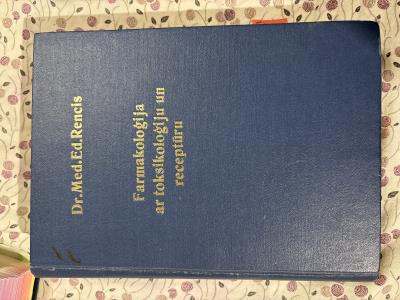 Dr.Med.Ed.Rencis
Farmakoloģija
ar toksikoloģiju un
receptūru